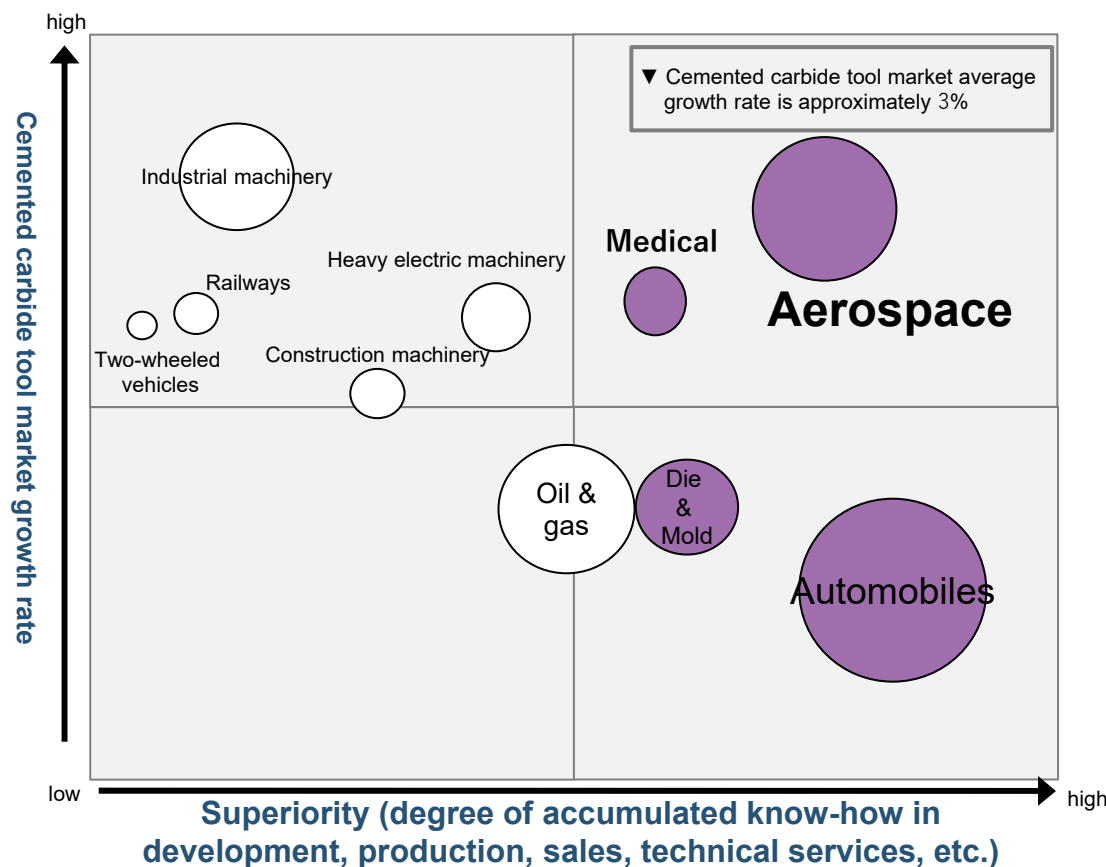 high
▼ Cemented carbide tool market average
growth rate is approximately 3%
Cemented carbide tool market growth rate
Industrial machinery
Medical
Heavy electric machinery
Railways
Aerospace
Construction machinery
Two-wheeled
vehicles
Oil &
gas
Die
&
Mold
Automobiles
low
high
Superiority (degree of accumulated know-how in
development, production, sales, technical services, etc.)